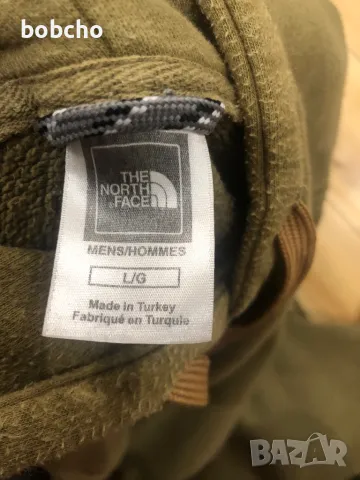 bobcho
THE
NORTH
FACE
MENS/HOMMES
L/G
Made in Turkey
Fabriqué en Turquie
BAZAR